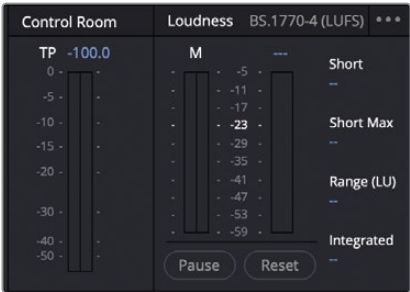 Control Room
Loudness BS.1770-4 (LUFS) •••
TP -100.0
0 -
-5 -
-10 -
-15 -
-20 -
-30 -
-40 -
-50 -
M ---
- -5 -
- -11 -
- -17 -
- -23 -
- -29 -
- -35 -
- -41 -
- -47 -
- -53 -
- -59 -
Short
--
Short Max
--
Range (LU)
--
Integrated
--
Pause
Reset